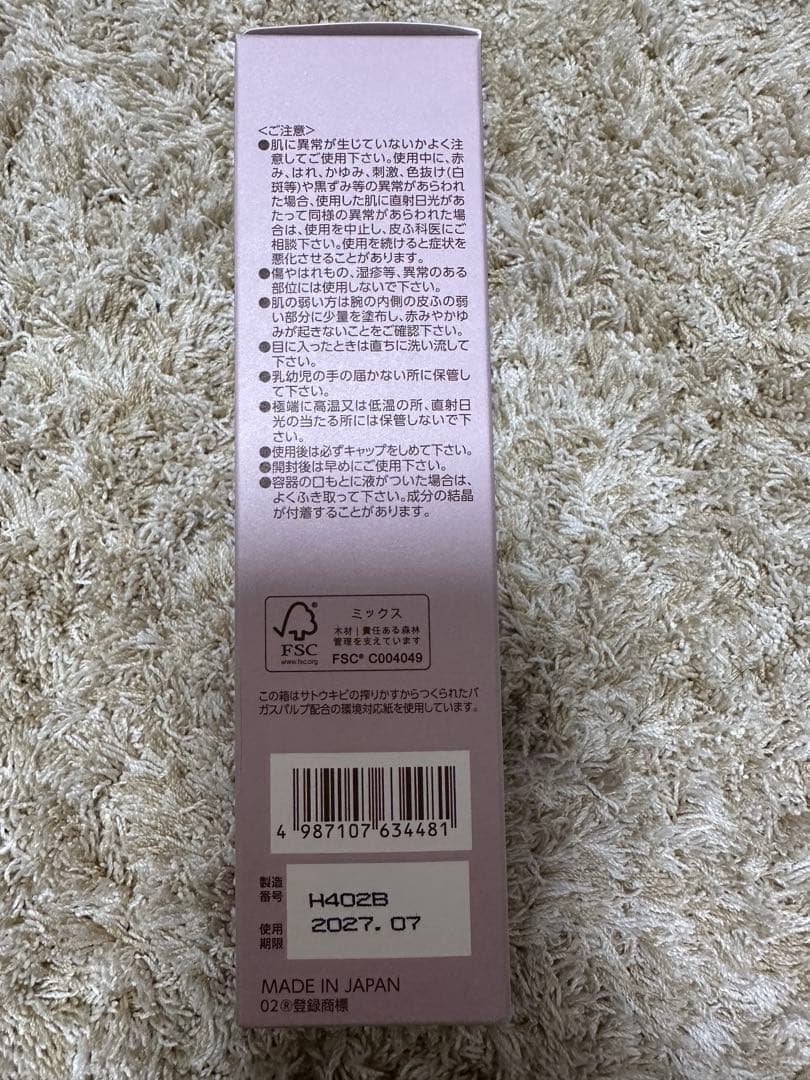 <ご注意>
●肌に異常が生じていないかよく注
意してご使用下さい。使用中に、赤
み、はれ、かゆみ、刺激、色抜け(白
斑等)や黒ずみ等の異常があらわれ
た場合、使用した肌に直射日光があ
たって同様の異常があらわれた場
合は、使用を中止し、皮ふ科医にご
相談下さい。使用を続けると症状を
悪化させることがあります。
●傷やはれもの、湿疹等、異常のある
部位には使用しないで下さい。
●肌の弱い方は腕の内側の皮ふの弱
い部分に少量を塗布し、赤みやかゆ
みが起きないことをご確認下さい。
●目に入ったときは直ちに洗い流して
下さい。
●乳幼児の手の届かない所に保管し
て下さい。
●極端に高温又は低温の所、直射日
光の当たる所には保管しないで下
さい。
●使用後は必ずキャップをしめて下さい。
●開封後は早めにご使用下さい。
●容器の口もとに液がついた場合は、
よくふき取って下さい。成分の結晶
が付着することがあります。
FSC
www.fsc.org
ミックス
木材|責任ある森林
管理を支えています
FSC® C004049
この箱はサトウキビの搾りかすからつくられたバ
ガスパルプ配合の環境対応紙を使用しています。
4 987107 634481
製造
番号
H402B
使用
期限
2027.07
MADE IN JAPAN
02®登録商標